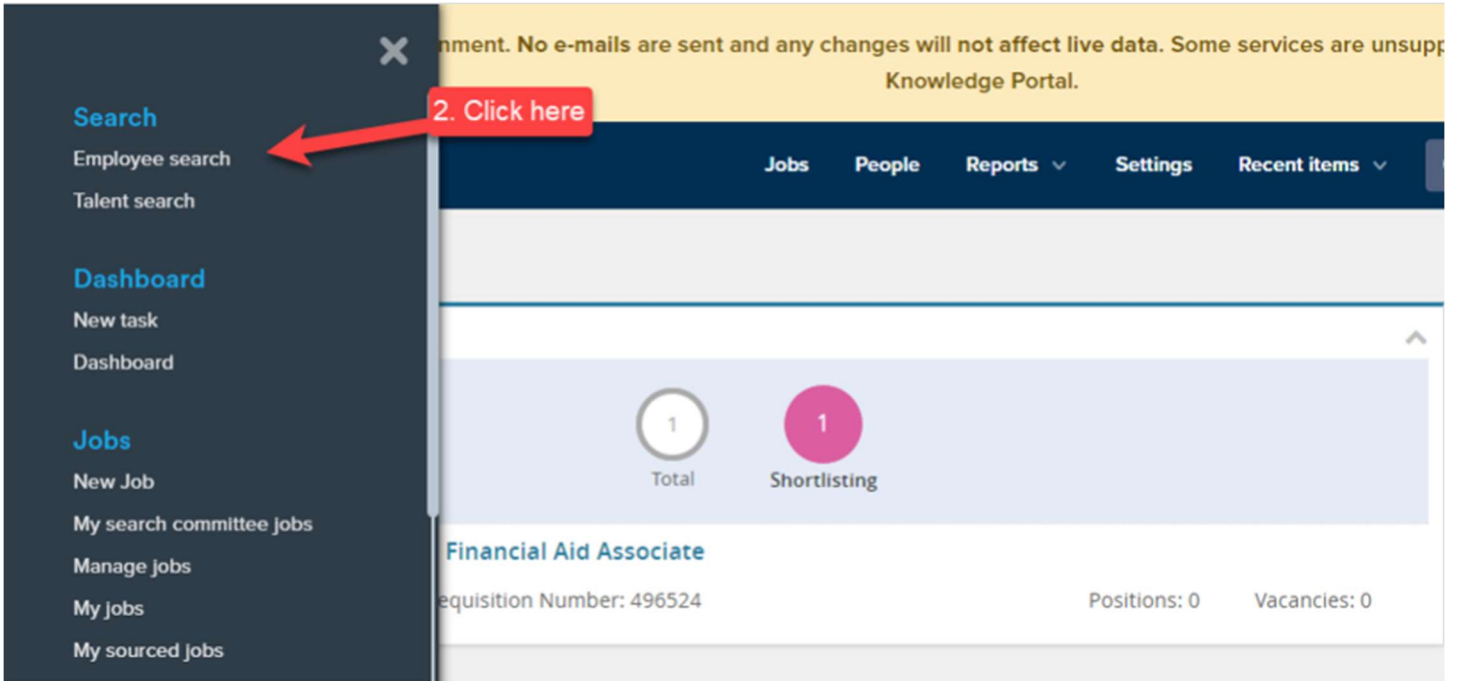 nment. No e-mails are sent and any changes will not affect live data. Some services are unsupp
Knowledge Portal.
2. Click here
Search
Employee search
Talent search
Dashboard
New task
Dashboard
Jobs
New Job
My search committee jobs
Manage jobs
My jobs
My sourced jobs
Jobs People Reports Settings Recent items
1 1
Total Shortlisting
Financial Aid Associate
equisition Number: 496524 Positions: 0 Vacancies: 0